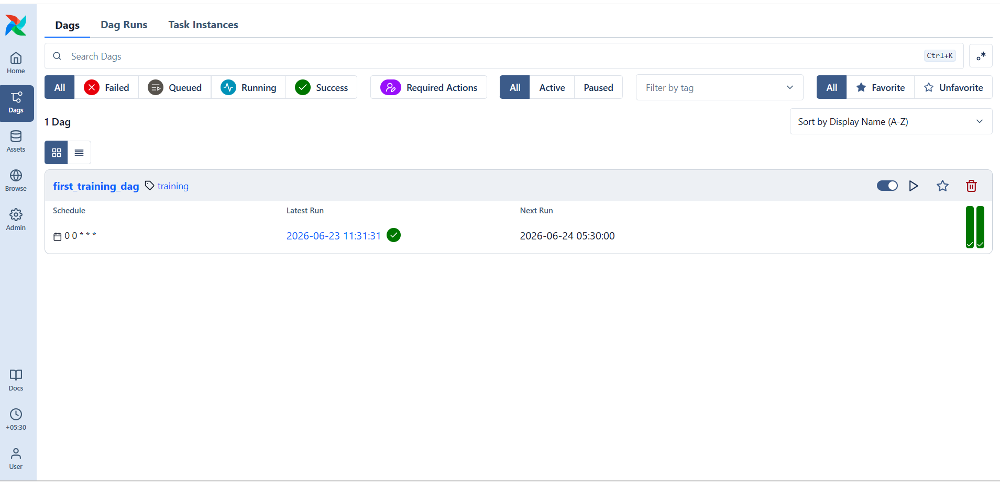 Dags Dag Runs Task Instances
Search Dags Ctrl+K .*
All Failed Queued Running Success Required Actions All Active Paused Filter by tag All Favorite Unfavorite
1 Dag Sort by Display Name (A-Z)
first_training_dag training
Schedule Latest Run Next Run
0 0 * * * 2026-06-23 11:31:31 2026-06-24 05:30:00
Home
Dags
Assets
Browse
Admin
Docs
+05:30
User